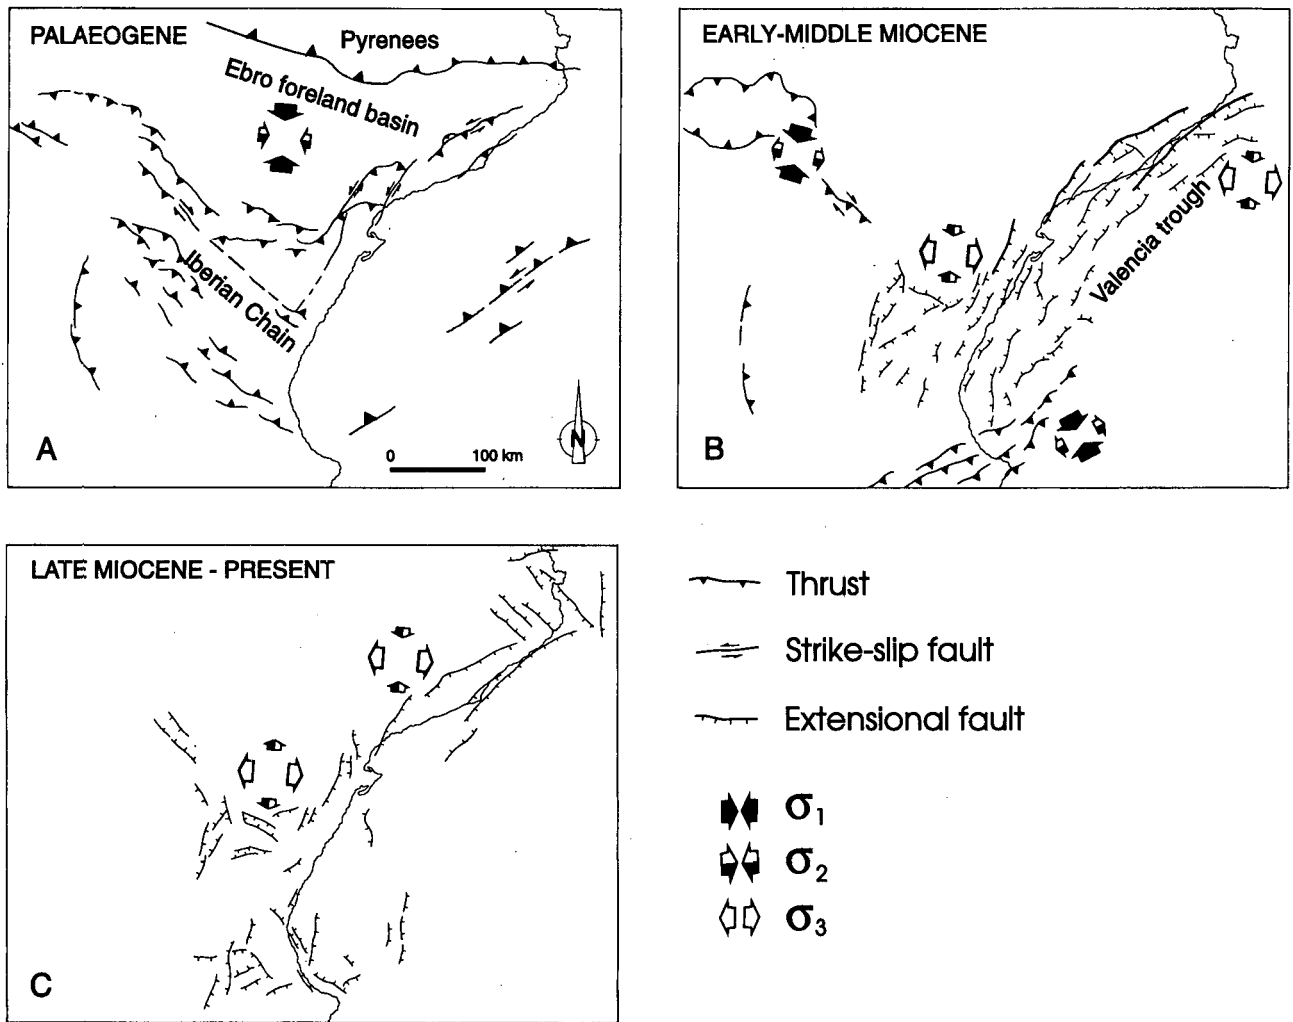 PALAEOGENE
Pyrenees
Ebro foreland basin
Iberian Chain
A
0 100 km
N
EARLY-MIDDLE MIOCENE
Valencia trough
B
LATE MIOCENE - PRESENT
C
Thrust
Strike-slip fault
Extensional fault
σ1
σ2
σ3